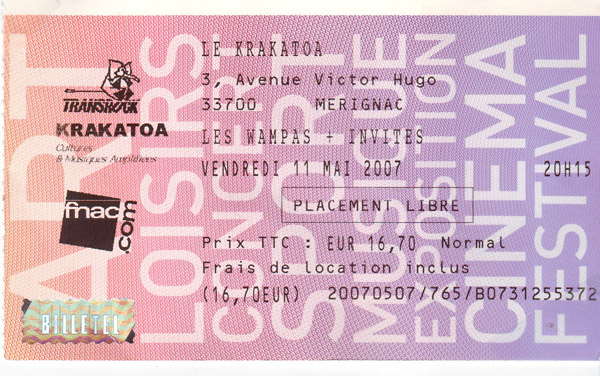 LE KRAKATOA
3, Avenue Victor Hugo
33700 MERIGNAC
LES WAMPAS + INVITES
VENDREDI 11 MAI 2007 20H15
PLACEMENT LIBRE
Prix TTC : EUR 16,70 Normal
Frais de location inclus
(16,70EUR) 20070507/765/B0731255372
TRANSROCK
KRAKATOA
Cultures
& Musiques Amplifiées
fnac.com
BILLETEL
ART
LOISIRS
CONCERT
SPORT
MUSIQUE
EXPOSITION
CINEMA
FESTIVAL